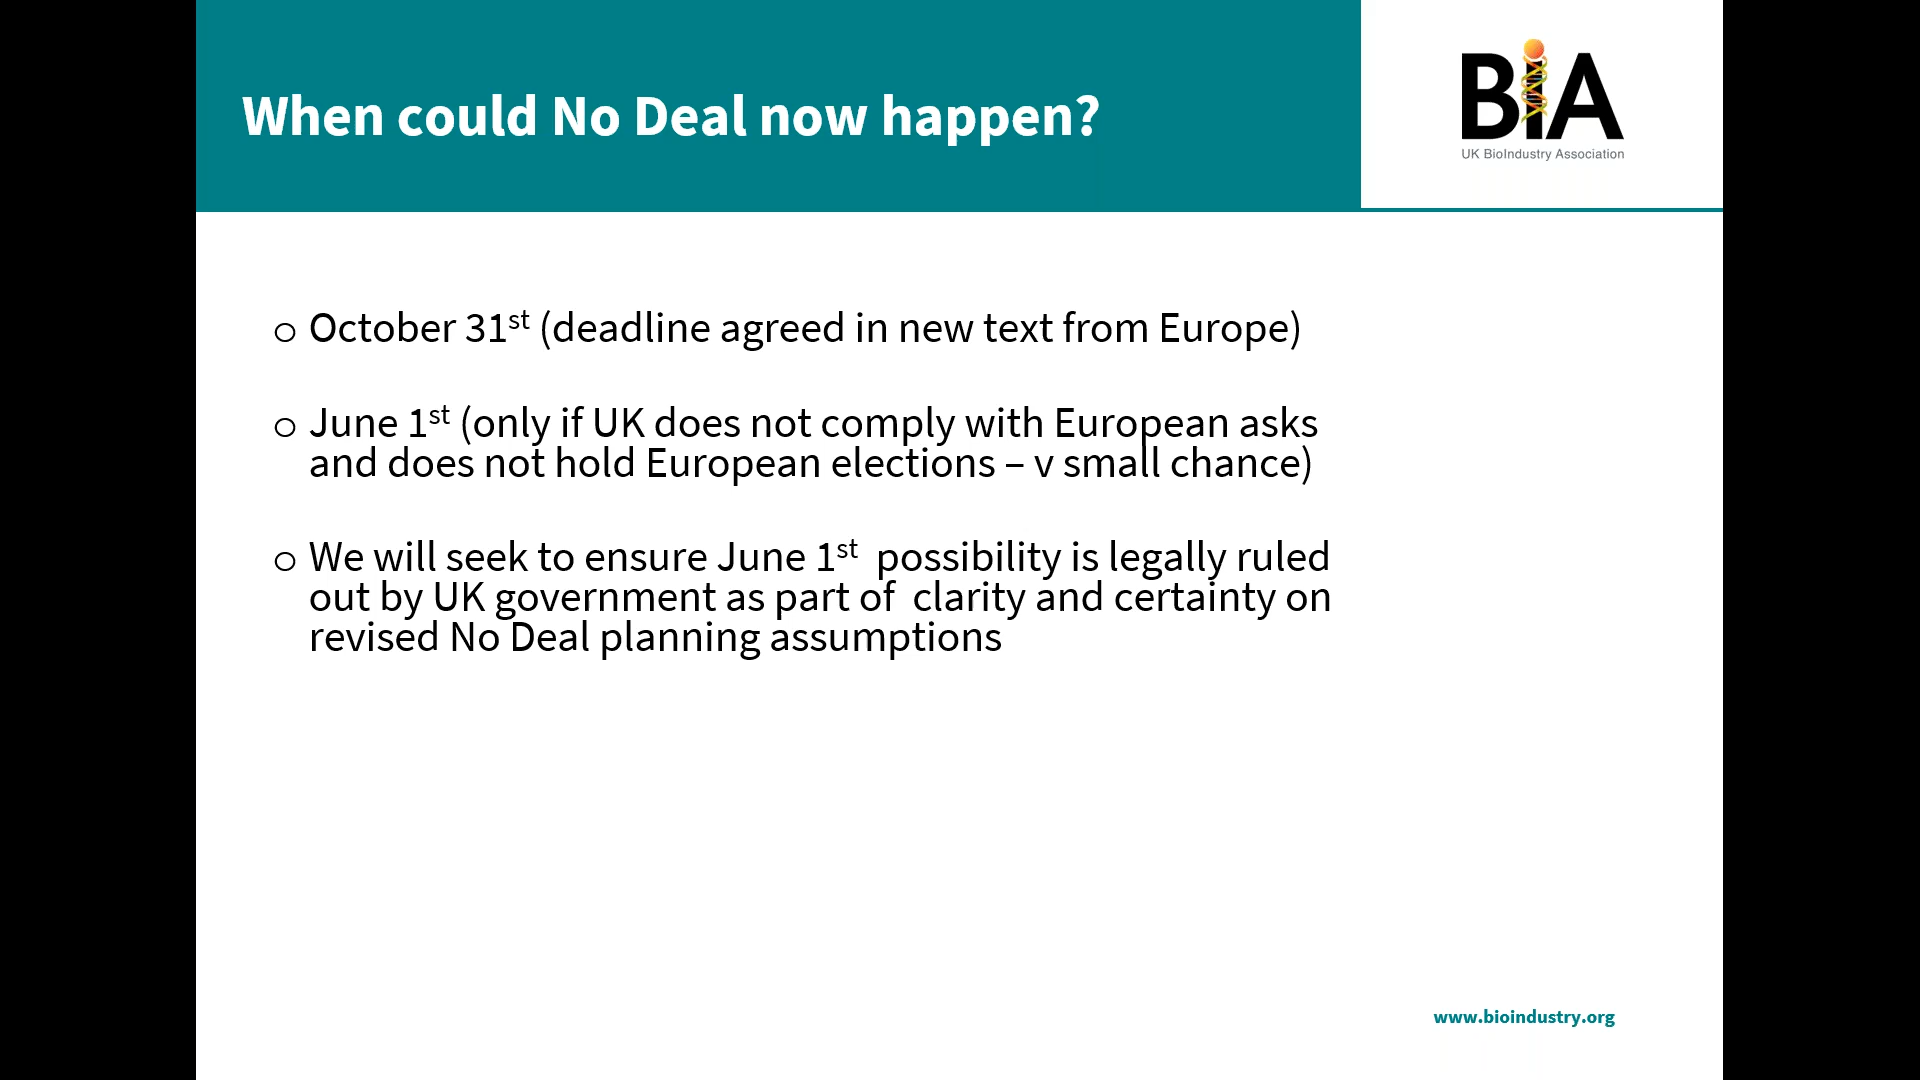 When could No Deal now happen?
BiA
UK BioIndustry Association
o October 31st (deadline agreed in new text from Europe)
o June 1st (only if UK does not comply with European asks
and does not hold European elections – v small chance)
o We will seek to ensure June 1st  possibility is legally ruled
out by UK government as part of  clarity and certainty on
revised No Deal planning assumptions
www.bioindustry.org